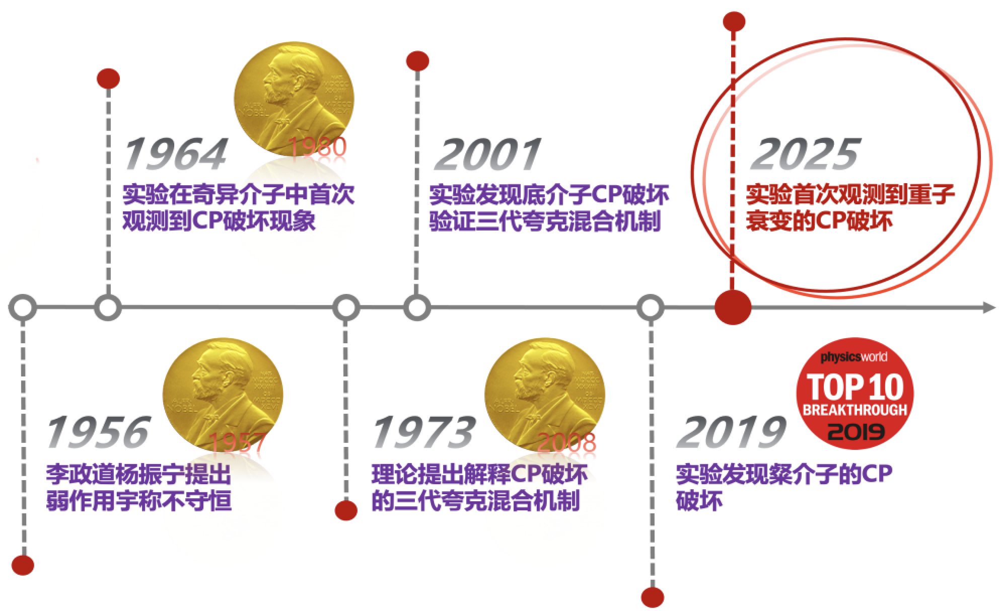 1964
1980
实验在奇异介子中首次
观测到CP破坏现象
2001
实验发现底介子CP破坏
验证三代夸克混合机制
2025
实验首次观测到重子
衰变的CP破坏
1956
1957
李政道杨振宁提出
弱作用宇称不守恒
1973
2008
理论提出解释CP破坏
的三代夸克混合机制
2019
实验发现粲介子的CP
破坏
physicsworld
TOP 10
BREAKTHROUGH
2019